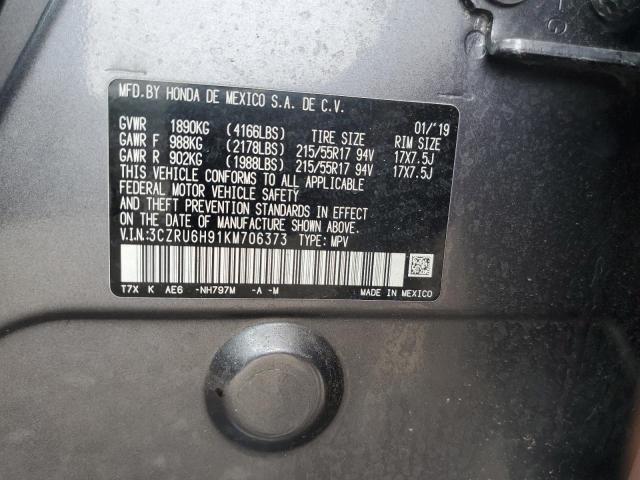 MFD.BY HONDA DE MEXICO S.A. DE C.V.
01/'19
GVWR 1890KG (4166LBS) TIRE SIZE RIM SIZE
GAWR F 988KG (2178LBS) 215/55R17 94V 17X7.5J
GAWR R 902KG (1988LBS) 215/55R17 94V 17X7.5J
THIS VEHICLE CONFORMS TO ALL APPLICABLE
FEDERAL MOTOR VEHICLE SAFETY
AND THEFT PREVENTION STANDARDS IN EFFECT
ON THE DATE OF MANUFACTURE SHOWN ABOVE.
V.I.N:3CZRU6H91KM706373 TYPE: MPV
T7X K AE6 -NH797M -A -M MADE IN MEXICO